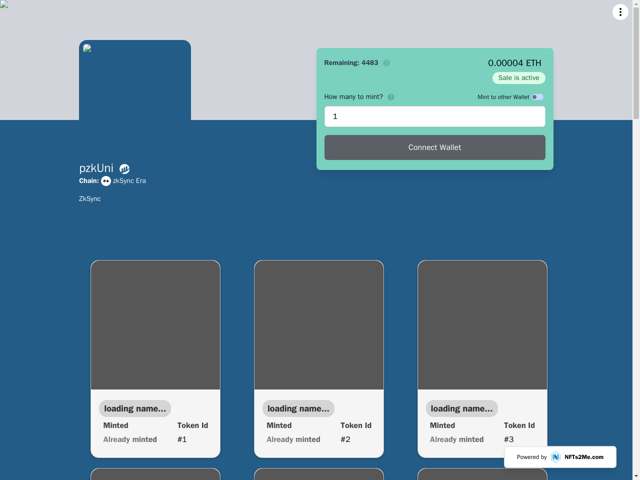 Remaining: 4483
0.00004 ETH
Sale is active
How many to mint?
Mint to other Wallet
1
Connect Wallet
pzkUni
Chain: zkSync Era
ZkSync
loading name...
Minted Token Id
Already minted #1
loading name...
Minted Token Id
Already minted #2
loading name...
Minted Token Id
Already minted #3
Powered by NFTs2Me.com